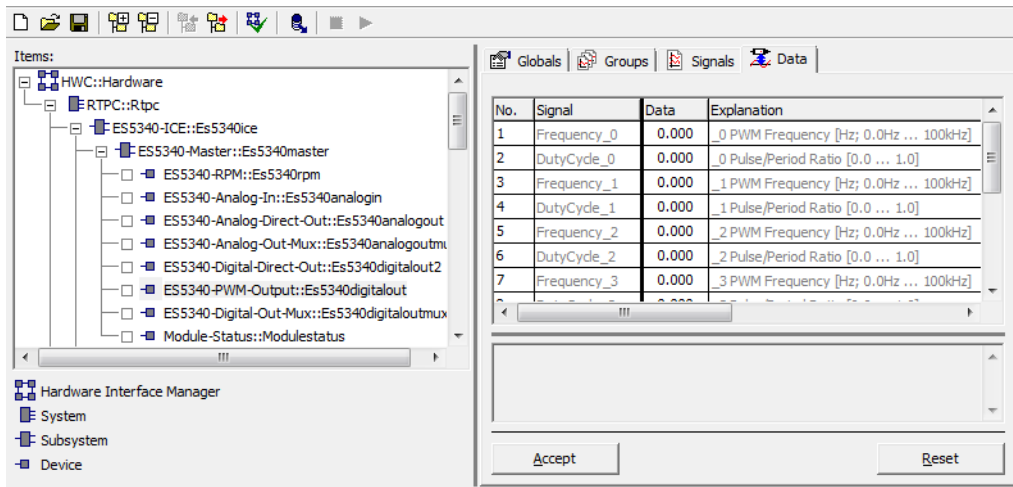 Items:
HWC::Hardware
RTPC::Rtpc
ES5340-ICE::Es5340ice
ES5340-Master::Es5340master
ES5340-RPM::Es5340rpm
ES5340-Analog-In::Es5340analogin
ES5340-Analog-Direct-Out::Es5340analogout
ES5340-Analog-Out-Mux::Es5340analogoutmu
ES5340-Digital-Direct-Out::Es5340digitalout2
ES5340-PWM-Output::Es5340digitalout
ES5340-Digital-Out-Mux::Es5340digitaloutmux
Module-Status::Modulestatus
Hardware Interface Manager
System
Subsystem
Device
Globals Groups Signals Data
No. Signal Data Explanation
1 Frequency_0 0.000 _0 PWM Frequency [Hz; 0.0Hz ... 100kHz]
2 DutyCycle_0 0.000 _0 Pulse/Period Ratio [0.0 ... 1.0]
3 Frequency_1 0.000 _1 PWM Frequency [Hz; 0.0Hz ... 100kHz]
4 DutyCycle_1 0.000 _1 Pulse/Period Ratio [0.0 ... 1.0]
5 Frequency_2 0.000 _2 PWM Frequency [Hz; 0.0Hz ... 100kHz]
6 DutyCycle_2 0.000 _2 Pulse/Period Ratio [0.0 ... 1.0]
7 Frequency_3 0.000 _3 PWM Frequency [Hz; 0.0Hz ... 100kHz]
Accept Reset